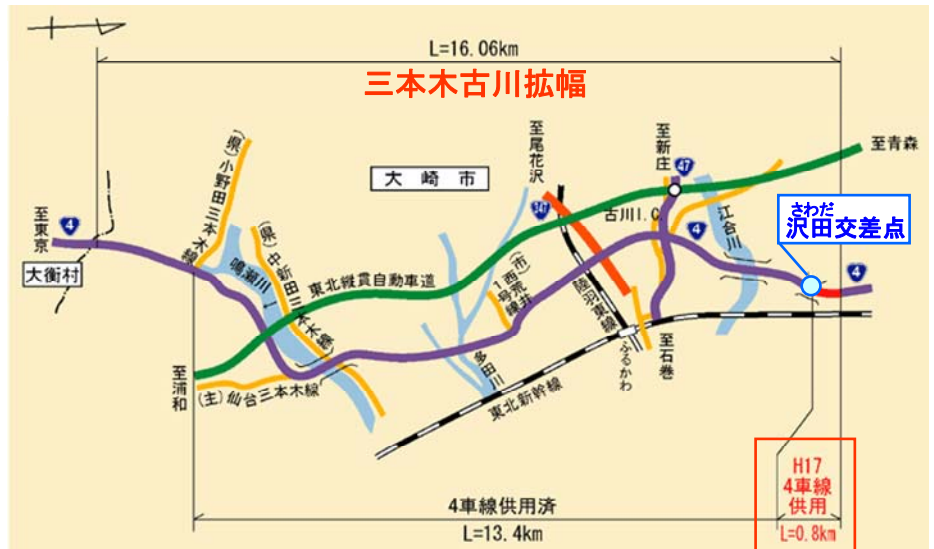 L=16.06km
三本木古川拡幅
至東京
4
大衡村
(県)小野田三本木線
鳴瀬川
(県)中新田三本木線
至浦和
(主)仙台三本木線
大崎市
東北縦貫自動車道
(市)西荒井1号線
多田川
東北新幹線
至尾花沢
347
陸羽東線
ふるかわ
至新庄
47
古川I.C.
4
至石巻
江合川
至青森
さわだ
沢田交差点
4
4車線供用済
L=13.4km
H17
4車線
供用
L=0.8km